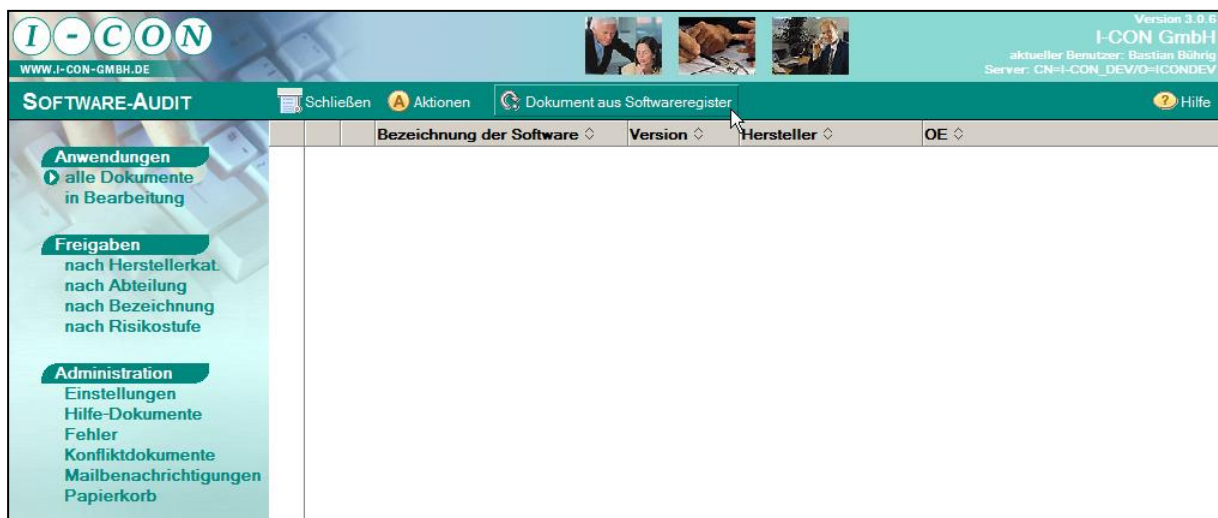 I-CON
WWW.I-CON-GMBH.DE
Version 3.0.6
I-CON GmbH
aktueller Benutzer: Bastian Bührig
Server: CN=I-CON_DEV/O=ICONDEV
SOFTWARE-AUDIT
Schließen A Aktionen Dokument aus Softwareregister ? Hilfe
Bezeichnung der Software Version Hersteller OE
Anwendungen
alle Dokumente
in Bearbeitung
Freigaben
nach Herstellerkat.
nach Abteilung
nach Bezeichnung
nach Risikostufe
Administration
Einstellungen
Hilfe-Dokumente
Fehler
Konfliktdokumente
Mailbenachrichtigungen
Papierkorb